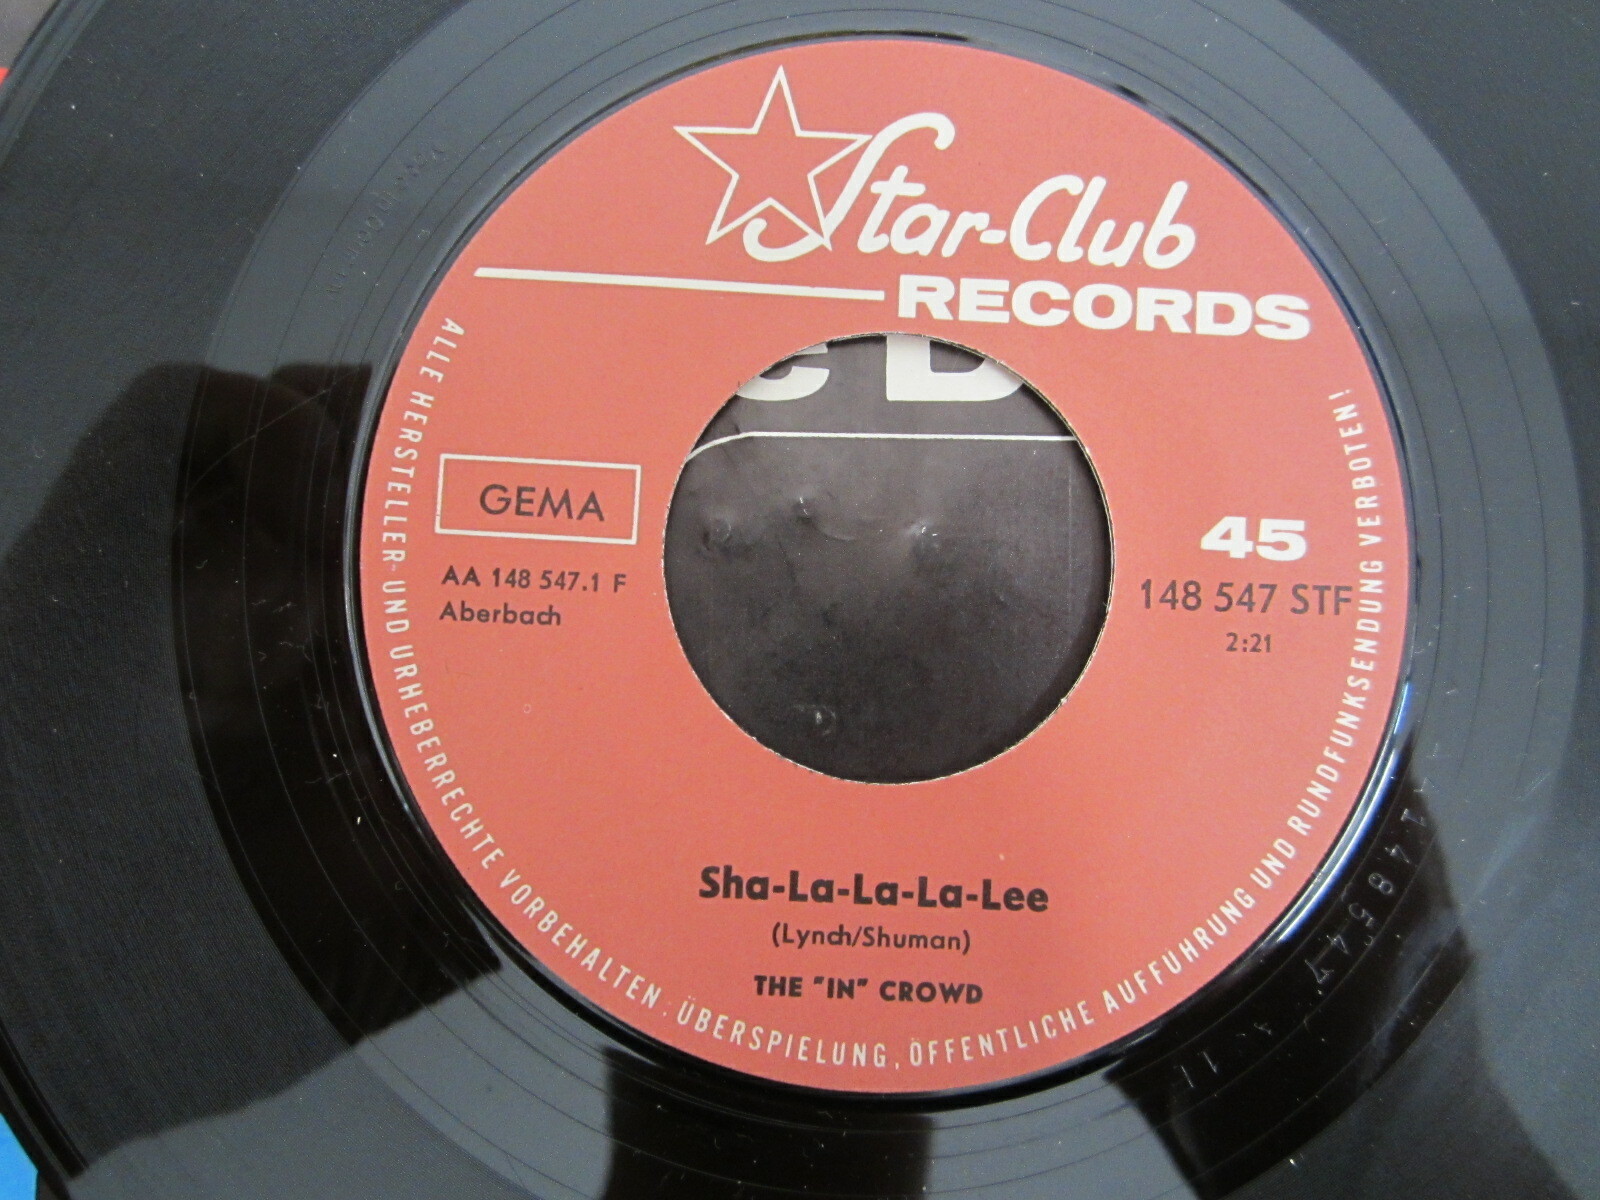 Star-Club
RECORDS
GEMA
AA 148 547.1 F
Aberbach
45
148 547 STF
2:21
Sha-La-La-La-Lee
(Lynch/Shuman)
THE "IN" CROWD
ALLE HERSTELLER- UND URHEBERRECHTE VORBEHALTEN. ÜBERSPIELUNG, ÖFFENTLICHE AUFFÜHRUNG UND RUNDFUNKSENDUNG VERBOTEN!
148547